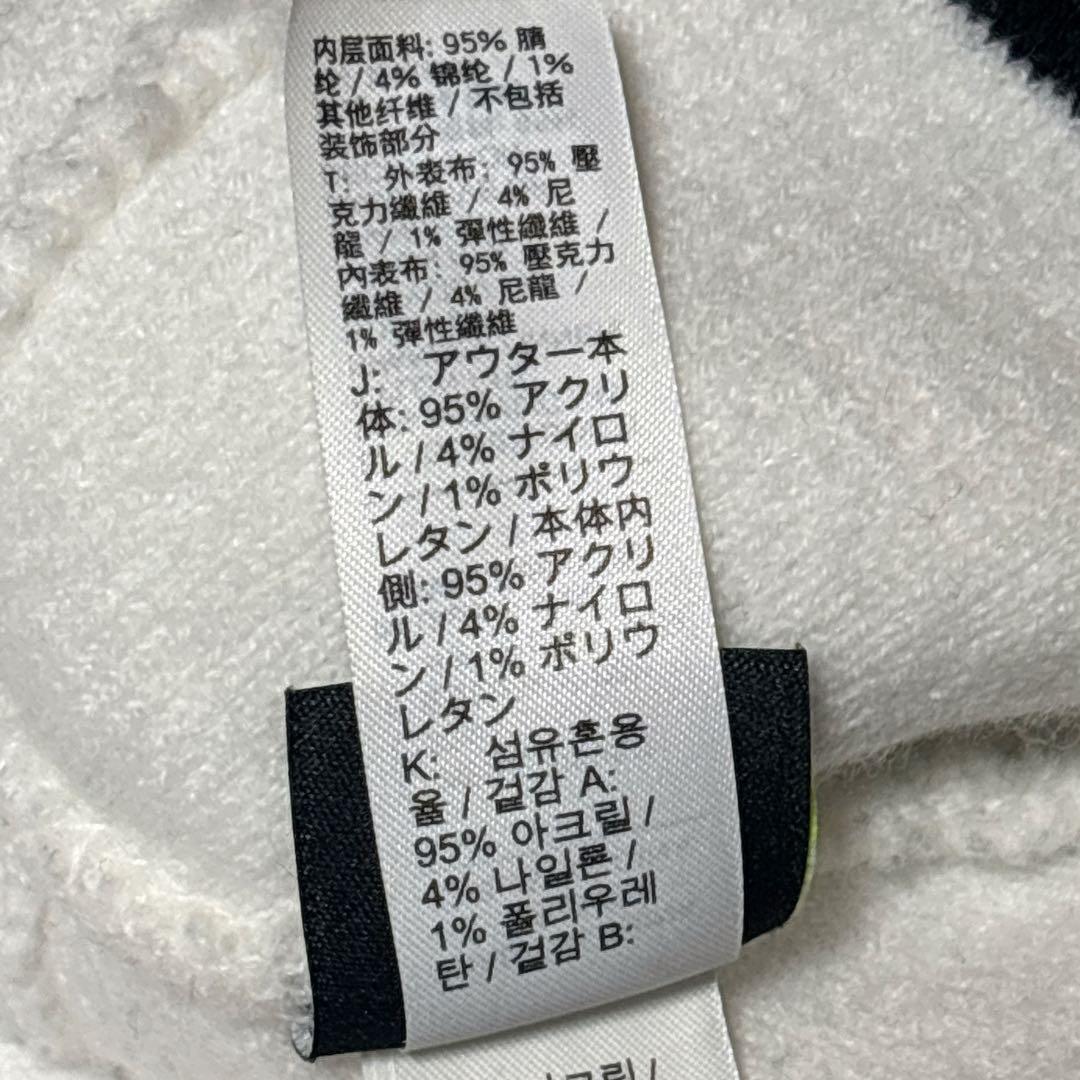 内层面料: 95% 腈
纶 / 4% 锦纶 / 1%
其他纤维 / 不包括
装饰部分
T: 外表布: 95% 壓
克力纖維 / 4% 尼
龍 / 1% 彈性纖維 /
內表布: 95% 壓克力
纖維 / 4% 尼龍 /
1% 彈性纖維
J: アウター本
体: 95% アクリ
ル / 4% ナイロ
ン / 1% ポリウ
レタン / 本体内
側: 95% アクリ
ル / 4% ナイロ
ン / 1% ポリウ
レタン
K: 섬유혼용
율 / 겉감 A:
95% 아크릴 /
4% 나일론 /
1% 폴리우레
탄 / 겉감 B: